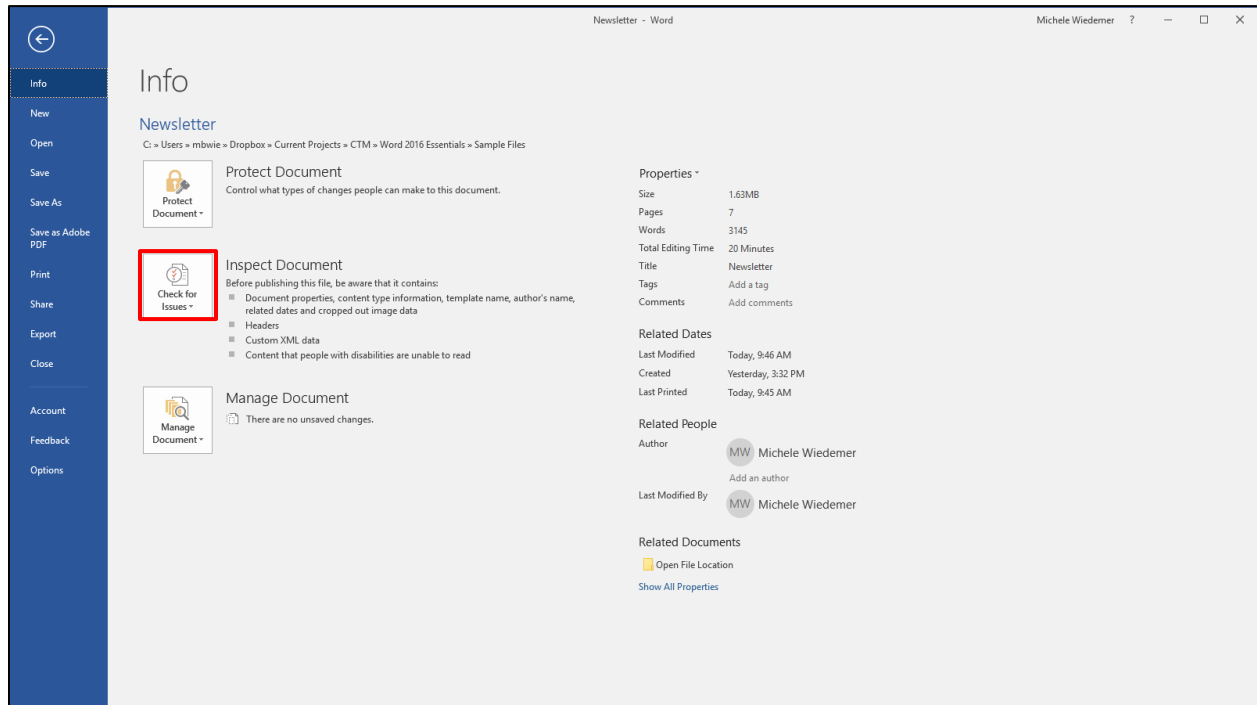 Newsletter - Word
Michele Wiedemer ?
Info
New
Open
Save
Save As
Save as Adobe
PDF
Print
Share
Export
Close
Account
Feedback
Options
Info
Newsletter
C: » Users » mbwie » Dropbox » Current Projects » CTM » Word 2016 Essentials » Sample Files
Protect
Document
Protect Document
Control what types of changes people can make to this document.
Check for
Issues
Inspect Document
Before publishing this file, be aware that it contains:
Document properties, content type information, template name, author's name,
related dates and cropped out image data
Headers
Custom XML data
Content that people with disabilities are unable to read
Manage
Document
Manage Document
There are no unsaved changes.
Properties
Size 1.63MB
Pages 7
Words 3145
Total Editing Time 20 Minutes
Title Newsletter
Tags Add a tag
Comments Add comments
Related Dates
Last Modified Today, 9:46 AM
Created Yesterday, 3:32 PM
Last Printed Today, 9:45 AM
Related People
Author MW Michele Wiedemer
Add an author
Last Modified By MW Michele Wiedemer
Related Documents
Open File Location
Show All Properties